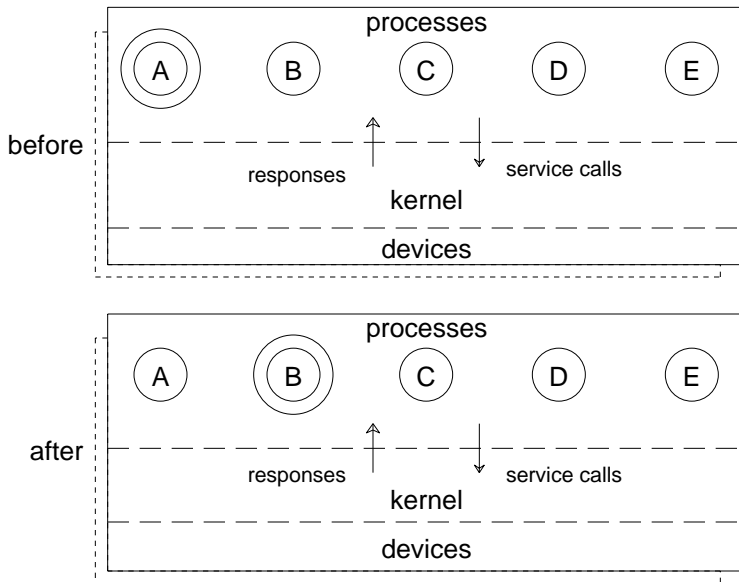 processes
A B C D E
before
responses service calls
kernel
devices
processes
A B C D E
after
responses service calls
kernel
devices